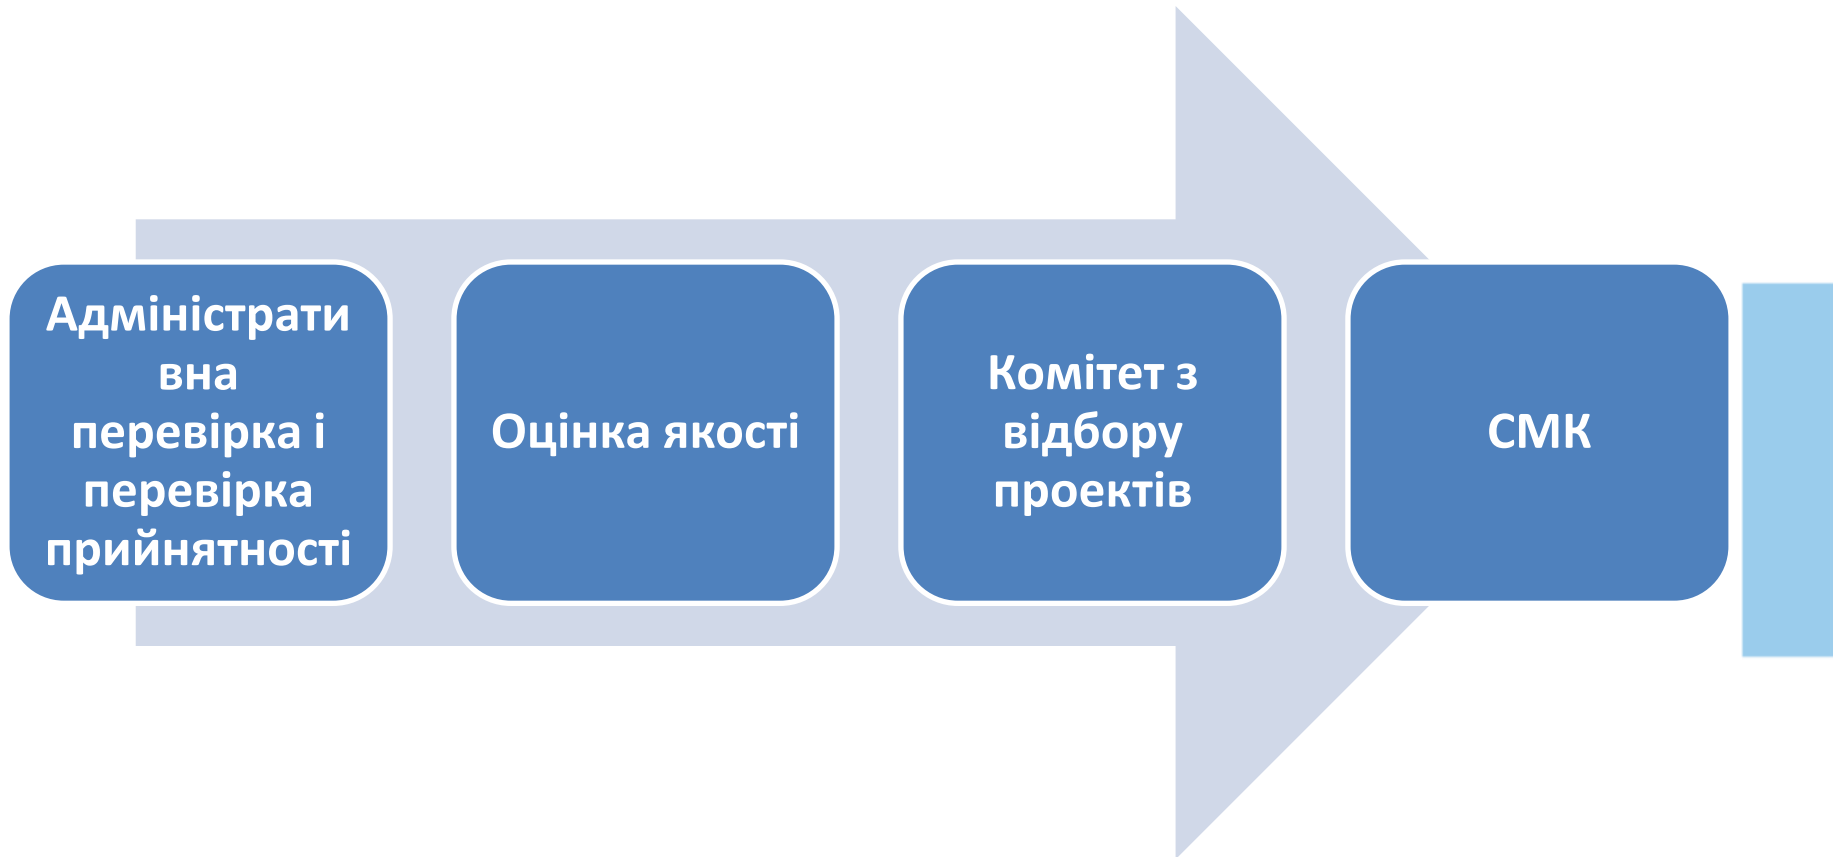 Адміністрати
вна
перевірка і
перевірка
прийнятності
Оцінка якості
Комітет з
відбору
проектів
СМК